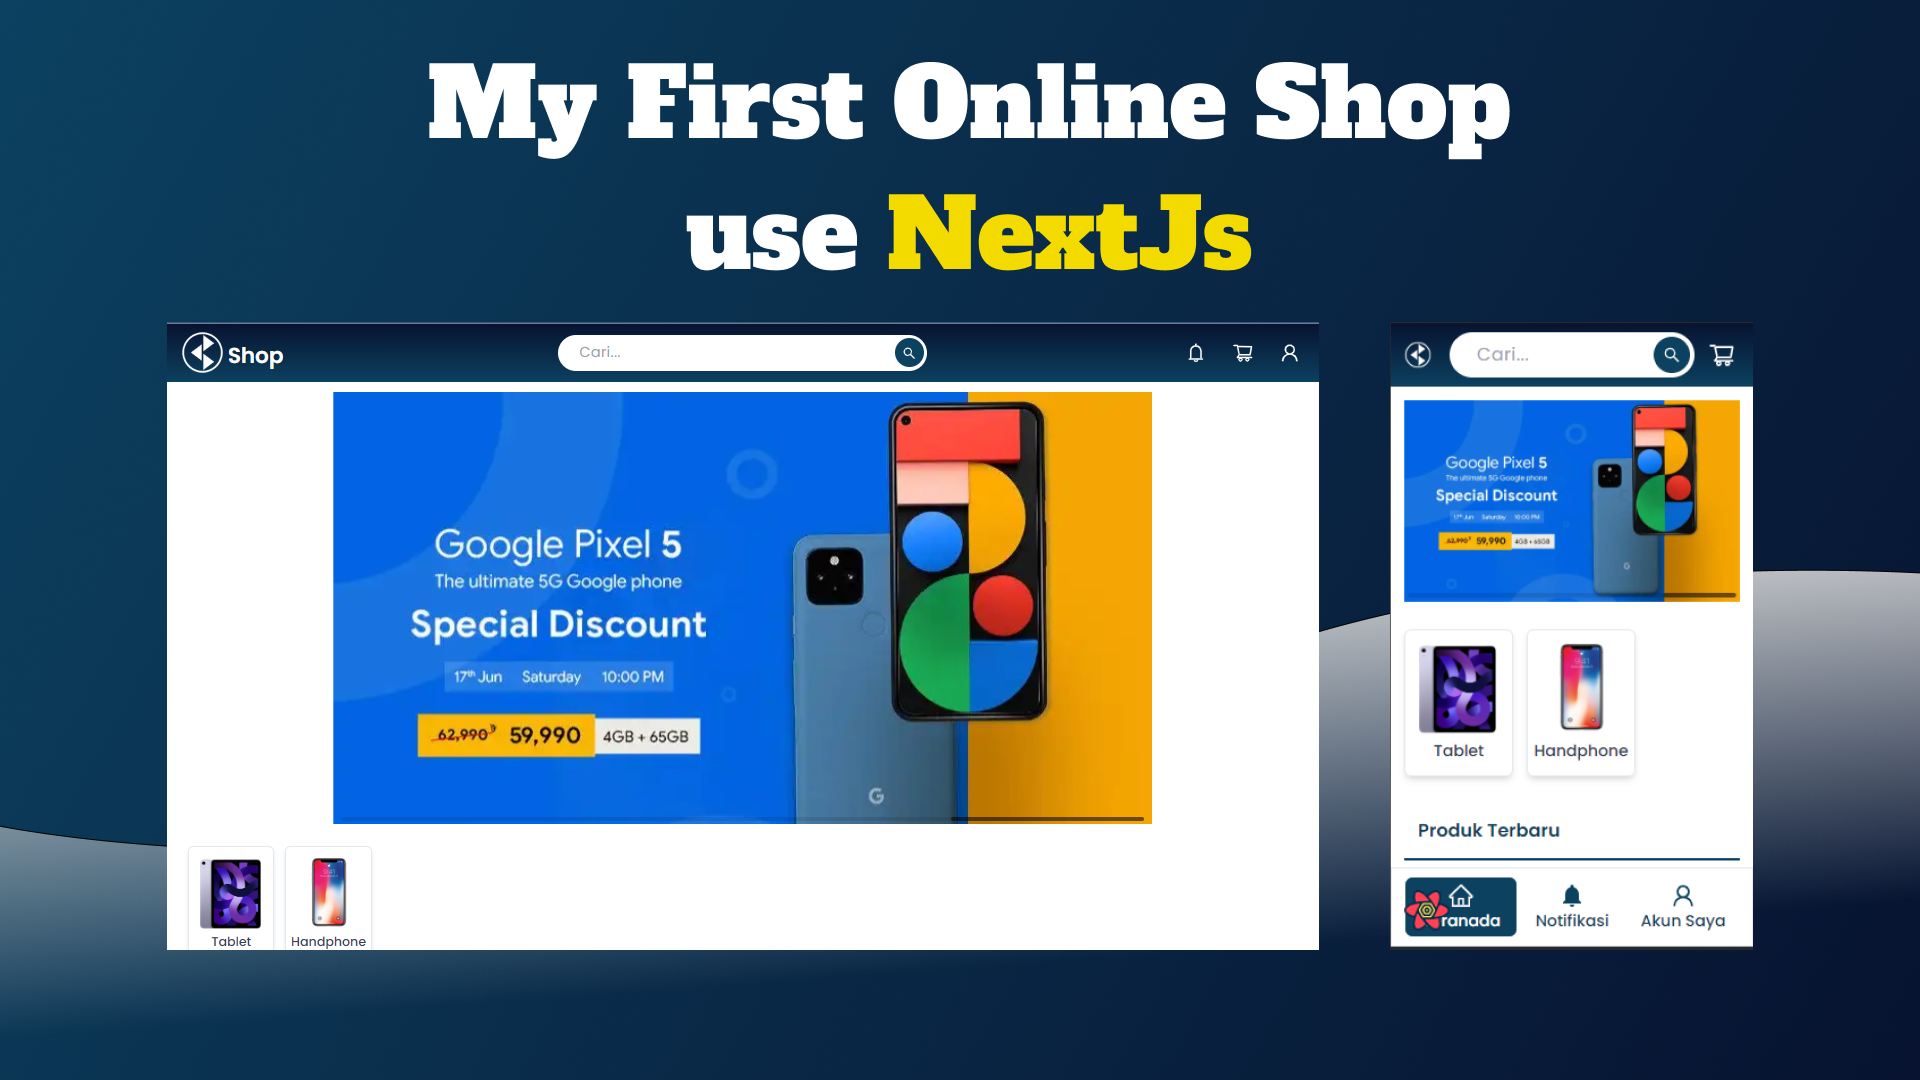 My First Online Shop
use NextJs
Shop
Cari...
Google Pixel 5
The ultimate 5G Google phone
Special Discount
17th Jun Saturday 10:00 PM
62,990 59,990 4GB + 65GB
G
Tablet Handphone
Cari...
Google Pixel 5
The ultimate 5G Google phone
Special Discount
17th Jun Saturday 10:00 PM
62,990 59,990 4GB + 65GB
G
9:41
Tablet Handphone
Produk Terbaru
randa Notifikasi Akun Saya